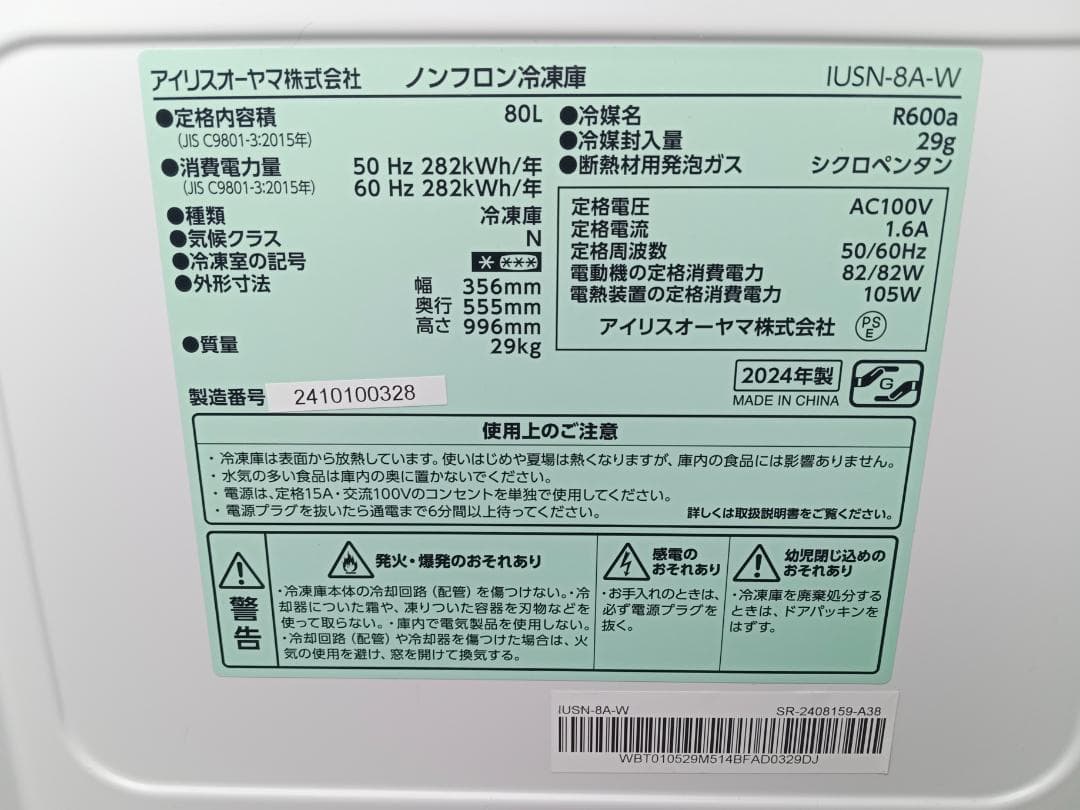 アイリスオーヤマ株式会社 ノンフロン冷凍庫 IUSN-8A-W
●定格内容積 80L
(JIS C9801-3:2015年)
●消費電力量 50 Hz 282kWh/年
(JIS C9801-3:2015年) 60 Hz 282kWh/年
●種類 冷凍庫
●気候クラス N
●冷凍室の記号 * ***
●外形寸法 幅 356mm
奥行 555mm
高さ 996mm
●質量 29kg
●冷媒名 R600a
●冷媒封入量 29g
●断熱材用発泡ガス シクロペンタン
定格電圧 AC100V
定格電流 1.6A
定格周波数 50/60Hz
電動機の定格消費電力 82/82W
電熱装置の定格消費電力 105W
アイリスオーヤマ株式会社 PSE
2024年製
MADE IN CHINA
G
製造番号 2410100328
使用上のご注意
・冷凍庫は表面から放熱しています。使いはじめや夏場は熱くなりますが、庫内の食品には影響ありません。
・水気の多い食品は庫内の奥に置かないでください。
・電源は、定格15A・交流100Vのコンセントを単独で使用してください。
・電源プラグを抜いたら通電まで6分間以上待ってください。 詳しくは取扱説明書をご覧ください。
警告
発火・爆発のおそれあり
・冷凍庫本体の冷却回路（配管）を傷つけない。・冷
却器についた霜や、凍りついた容器を刃物などを
使って取らない。・庫内で電気製品を使用しない。
・冷却回路（配管）や冷却器を傷つけた場合は、火
気の使用を避け、窓を開けて換気する。
感電の
おそれあり
・お手入れのときは、
必ず電源プラグを
抜く。
幼児閉じ込めの
おそれあり
・冷凍庫を廃棄処分する
ときは、ドアパッキンを
はずす。
IUSN-8A-W SR-2408159-A38
WBT010529M514BFAD0329DJ